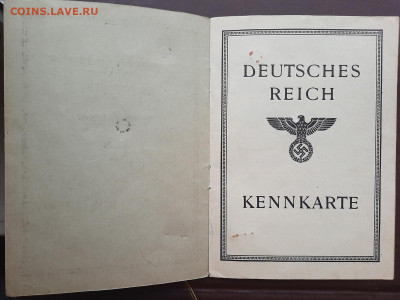 COINS.LAVE.RU
DEUTSCHES
REICH
KENNKARTE